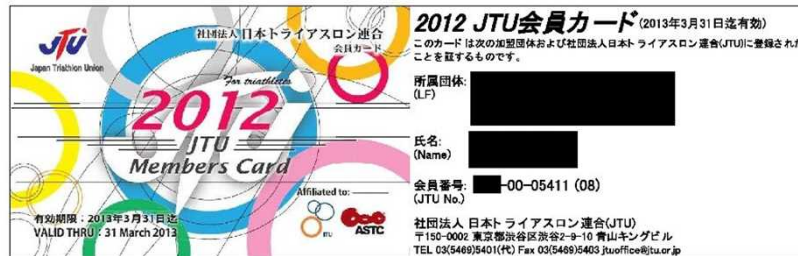 JTU
Japan Triathlon Union
社団法人 日本トライアスロン連合
会員カード
For triathletes
2012
JTU
Members Card
Affiliated to:
ITU
ASTC
有効期限：2013年3月31日迄
VALID THRU : 31 March 2013
2012 JTU会員カード (2013年3月31日迄有効)
このカードは次の加盟団体および社団法人日本トライアスロン連合(JTU)に登録された
ことを証するものです。
所属団体:
(LF)
氏名:
(Name)
会員番号: -00-05411 (08)
(JTU No.)
社団法人 日本トライアスロン連合(JTU)
〒150-0002 東京都渋谷区渋谷2-9-10 青山キングビル
TEL 03(5469)5401(代) Fax 03(5469)5403 jtuoffice@jtu.or.jp